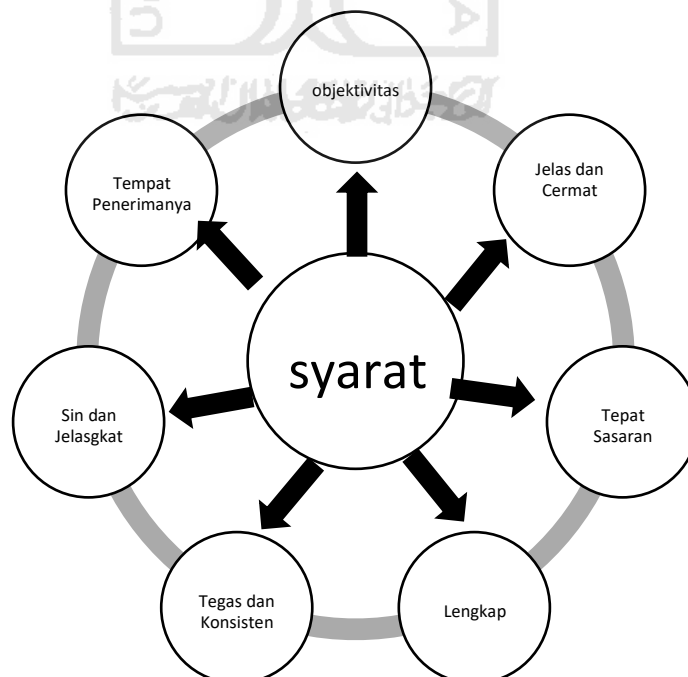 objektivitas
Jelas dan
Cermat
Tepat
Sasaran
Lengkap
Tegas dan
Konsisten
Sin dan
Jelasgkat
Tempat
Penerimanya
syarat